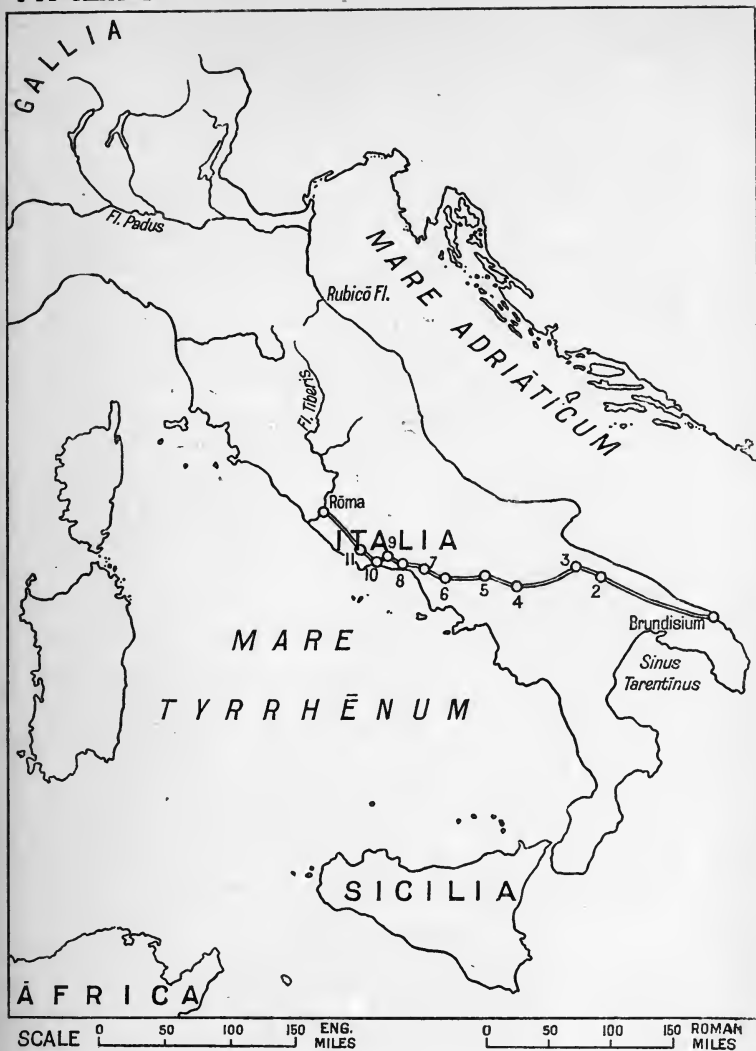 GALLIA
Fl. Padus
MARE ADRIĀTICUM
Rubicō Fl.
Fl. Tiberis
Rōma
ITALIA
11
10
9
8
7
6
5
4
3
2
Brundisium
Sinus
Tarentīnus
MARE
TYRRHĒNUM
SICILIA
ĀFRICA
SCALE 0 50 100 150 ENG. MILES
0 50 100 150 ROMAN MILES